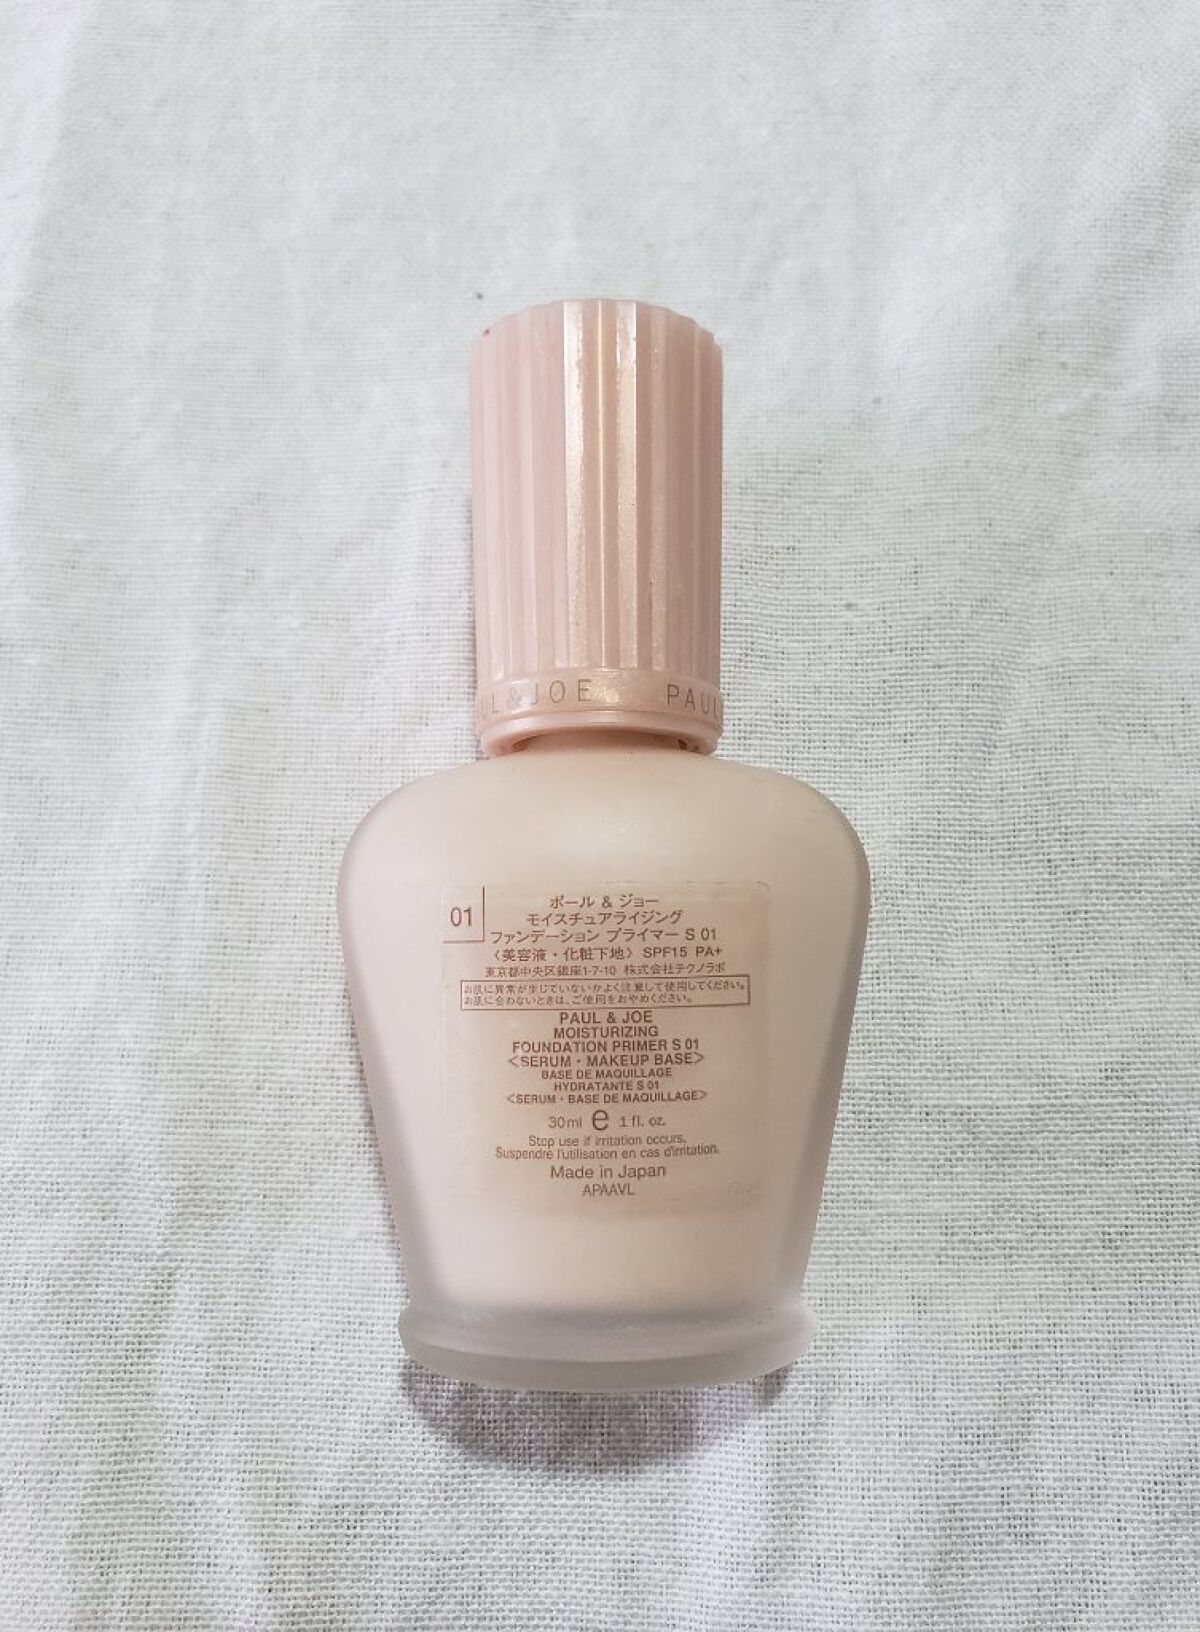 UL & JOE PAUL
01
ポール & ジョー
モイスチュアライジング
ファンデーション プライマー S 01
〈美容液・化粧下地〉 SPF15 PA+
東京都中央区銀座1-7-10 株式会社テクノラボ
お肌に異常が生じていないかよく注意して使用してください。
お肌に合わないときは、ご使用をおやめください。
PAUL & JOE
MOISTURIZING
FOUNDATION PRIMER S 01
<SERUM・MAKEUP BASE>
BASE DE MAQUILLAGE
HYDRATANTE S 01
<SERUM・BASE DE MAQUILLAGE>
30ml e 1 fl. oz.
Stop use if irritation occurs.
Suspendre l'utilisation en cas d'irritation.
Made in Japan
APAAVL